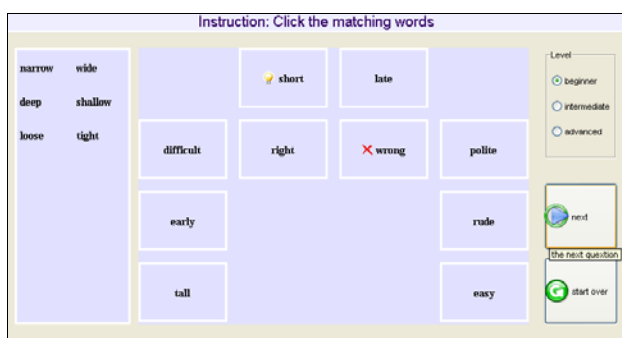 Instruction: Click the matching words
narrow wide
deep shallow
loose tight
short late
difficult right wrong polite
early rude
tall easy
Level
beginner
intermediate
advanced
next
the next quextion
start over